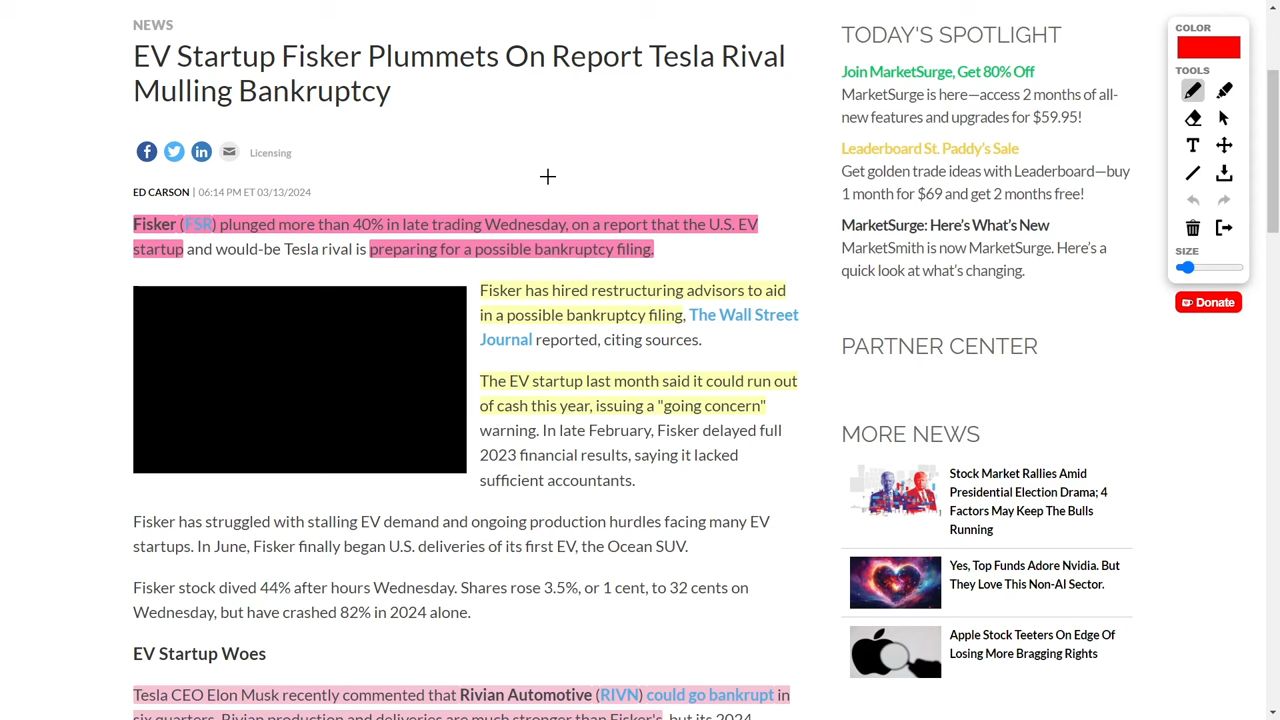 NEWS
EV Startup Fisker Plummets On Report Tesla Rival
Mulling Bankruptcy
Licensing
ED CARSON | 06:14 PM ET 03/13/2024
Fisker (FSR) plunged more than 40% in late trading Wednesday, on a report that the U.S. EV
startup and would-be Tesla rival is preparing for a possible bankruptcy filing.
Fisker has hired restructuring advisors to aid
in a possible bankruptcy filing, The Wall Street
Journal reported, citing sources.
The EV startup last month said it could run out
of cash this year, issuing a "going concern"
warning. In late February, Fisker delayed full
2023 financial results, saying it lacked
sufficient accountants.
Fisker has struggled with stalling EV demand and ongoing production hurdles facing many EV
startups. In June, Fisker finally began U.S. deliveries of its first EV, the Ocean SUV.
Fisker stock dived 44% after hours Wednesday. Shares rose 3.5%, or 1 cent, to 32 cents on
Wednesday, but have crashed 82% in 2024 alone.
EV Startup Woes
Tesla CEO Elon Musk recently commented that Rivian Automotive (RIVN) could go bankrupt in
six quarters. Rivian production and deliveries are much stronger than Fisker's, but its 2024
TODAY'S SPOTLIGHT
Join MarketSurge, Get 80% Off
MarketSurge is here—access 2 months of all-
new features and upgrades for $59.95!
Leaderboard St. Paddy's Sale
Get golden trade ideas with Leaderboard—buy
1 month for $69 and get 2 months free!
MarketSurge: Here's What's New
MarketSmith is now MarketSurge. Here's a
quick look at what's changing.
PARTNER CENTER
MORE NEWS
Stock Market Rallies Amid
Presidential Election Drama; 4
Factors May Keep The Bulls
Running
Yes, Top Funds Adore Nvidia. But
They Love This Non-AI Sector.
Apple Stock Teeters On Edge Of
Losing More Bragging Rights
COLOR
TOOLS
SIZE
Donate